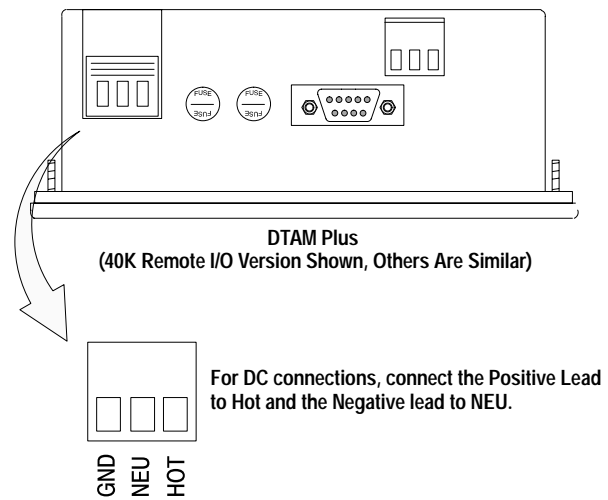 FUSE
FUSE
FUSE
FUSE
DTAM Plus
(40K Remote I/O Version Shown, Others Are Similar)
For DC connections, connect the Positive Lead
to Hot and the Negative lead to NEU.
GND
NEU
HOT